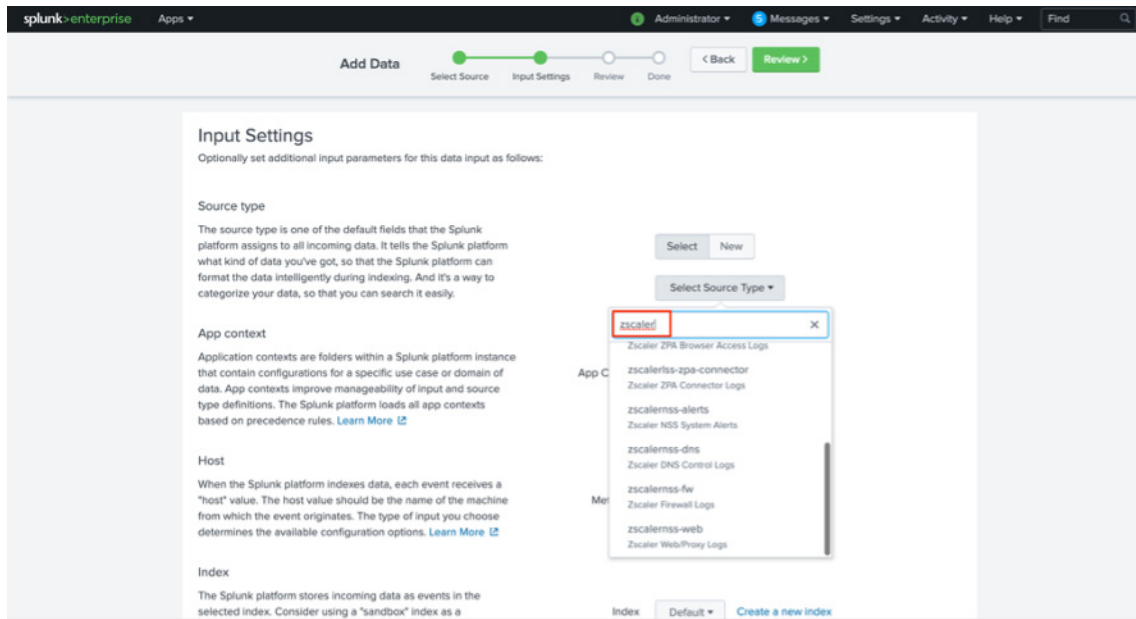 splunk>enterprise Apps ▾ i Administrator ▾ 5 Messages ▾ Settings ▾ Activity ▾ Help ▾ Find
Add Data
Select Source Input Settings Review Done
< Back Review >
Input Settings
Optionally set additional input parameters for this data input as follows:
Source type
The source type is one of the default fields that the Splunk
platform assigns to all incoming data. It tells the Splunk platform
what kind of data you've got, so that the Splunk platform can
format the data intelligently during indexing. And it's a way to
categorize your data, so that you can search it easily.
Select New
Select Source Type ▾
zscaler
Zscaler ZPA Browser Access Logs
zscalerlss-zpa-connector
Zscaler ZPA Connector Logs
zscalernss-alerts
Zscaler NSS System Alerts
zscalernss-dns
Zscaler DNS Control Logs
zscalernss-fw
Zscaler Firewall Logs
zscalernss-web
Zscaler Web/Proxy Logs
App context
Application contexts are folders within a Splunk platform instance
that contain configurations for a specific use case or domain of
data. App contexts improve manageability of input and source
type definitions. The Splunk platform loads all app contexts
based on precedence rules. Learn More
App C
Host
When the Splunk platform indexes data, each event receives a
"host" value. The host value should be the name of the machine
from which the event originates. The type of input you choose
determines the available configuration options. Learn More
Met
Index
The Splunk platform stores incoming data as events in the
selected index. Consider using a "sandbox" index as a
Index Default ▾ Create a new index